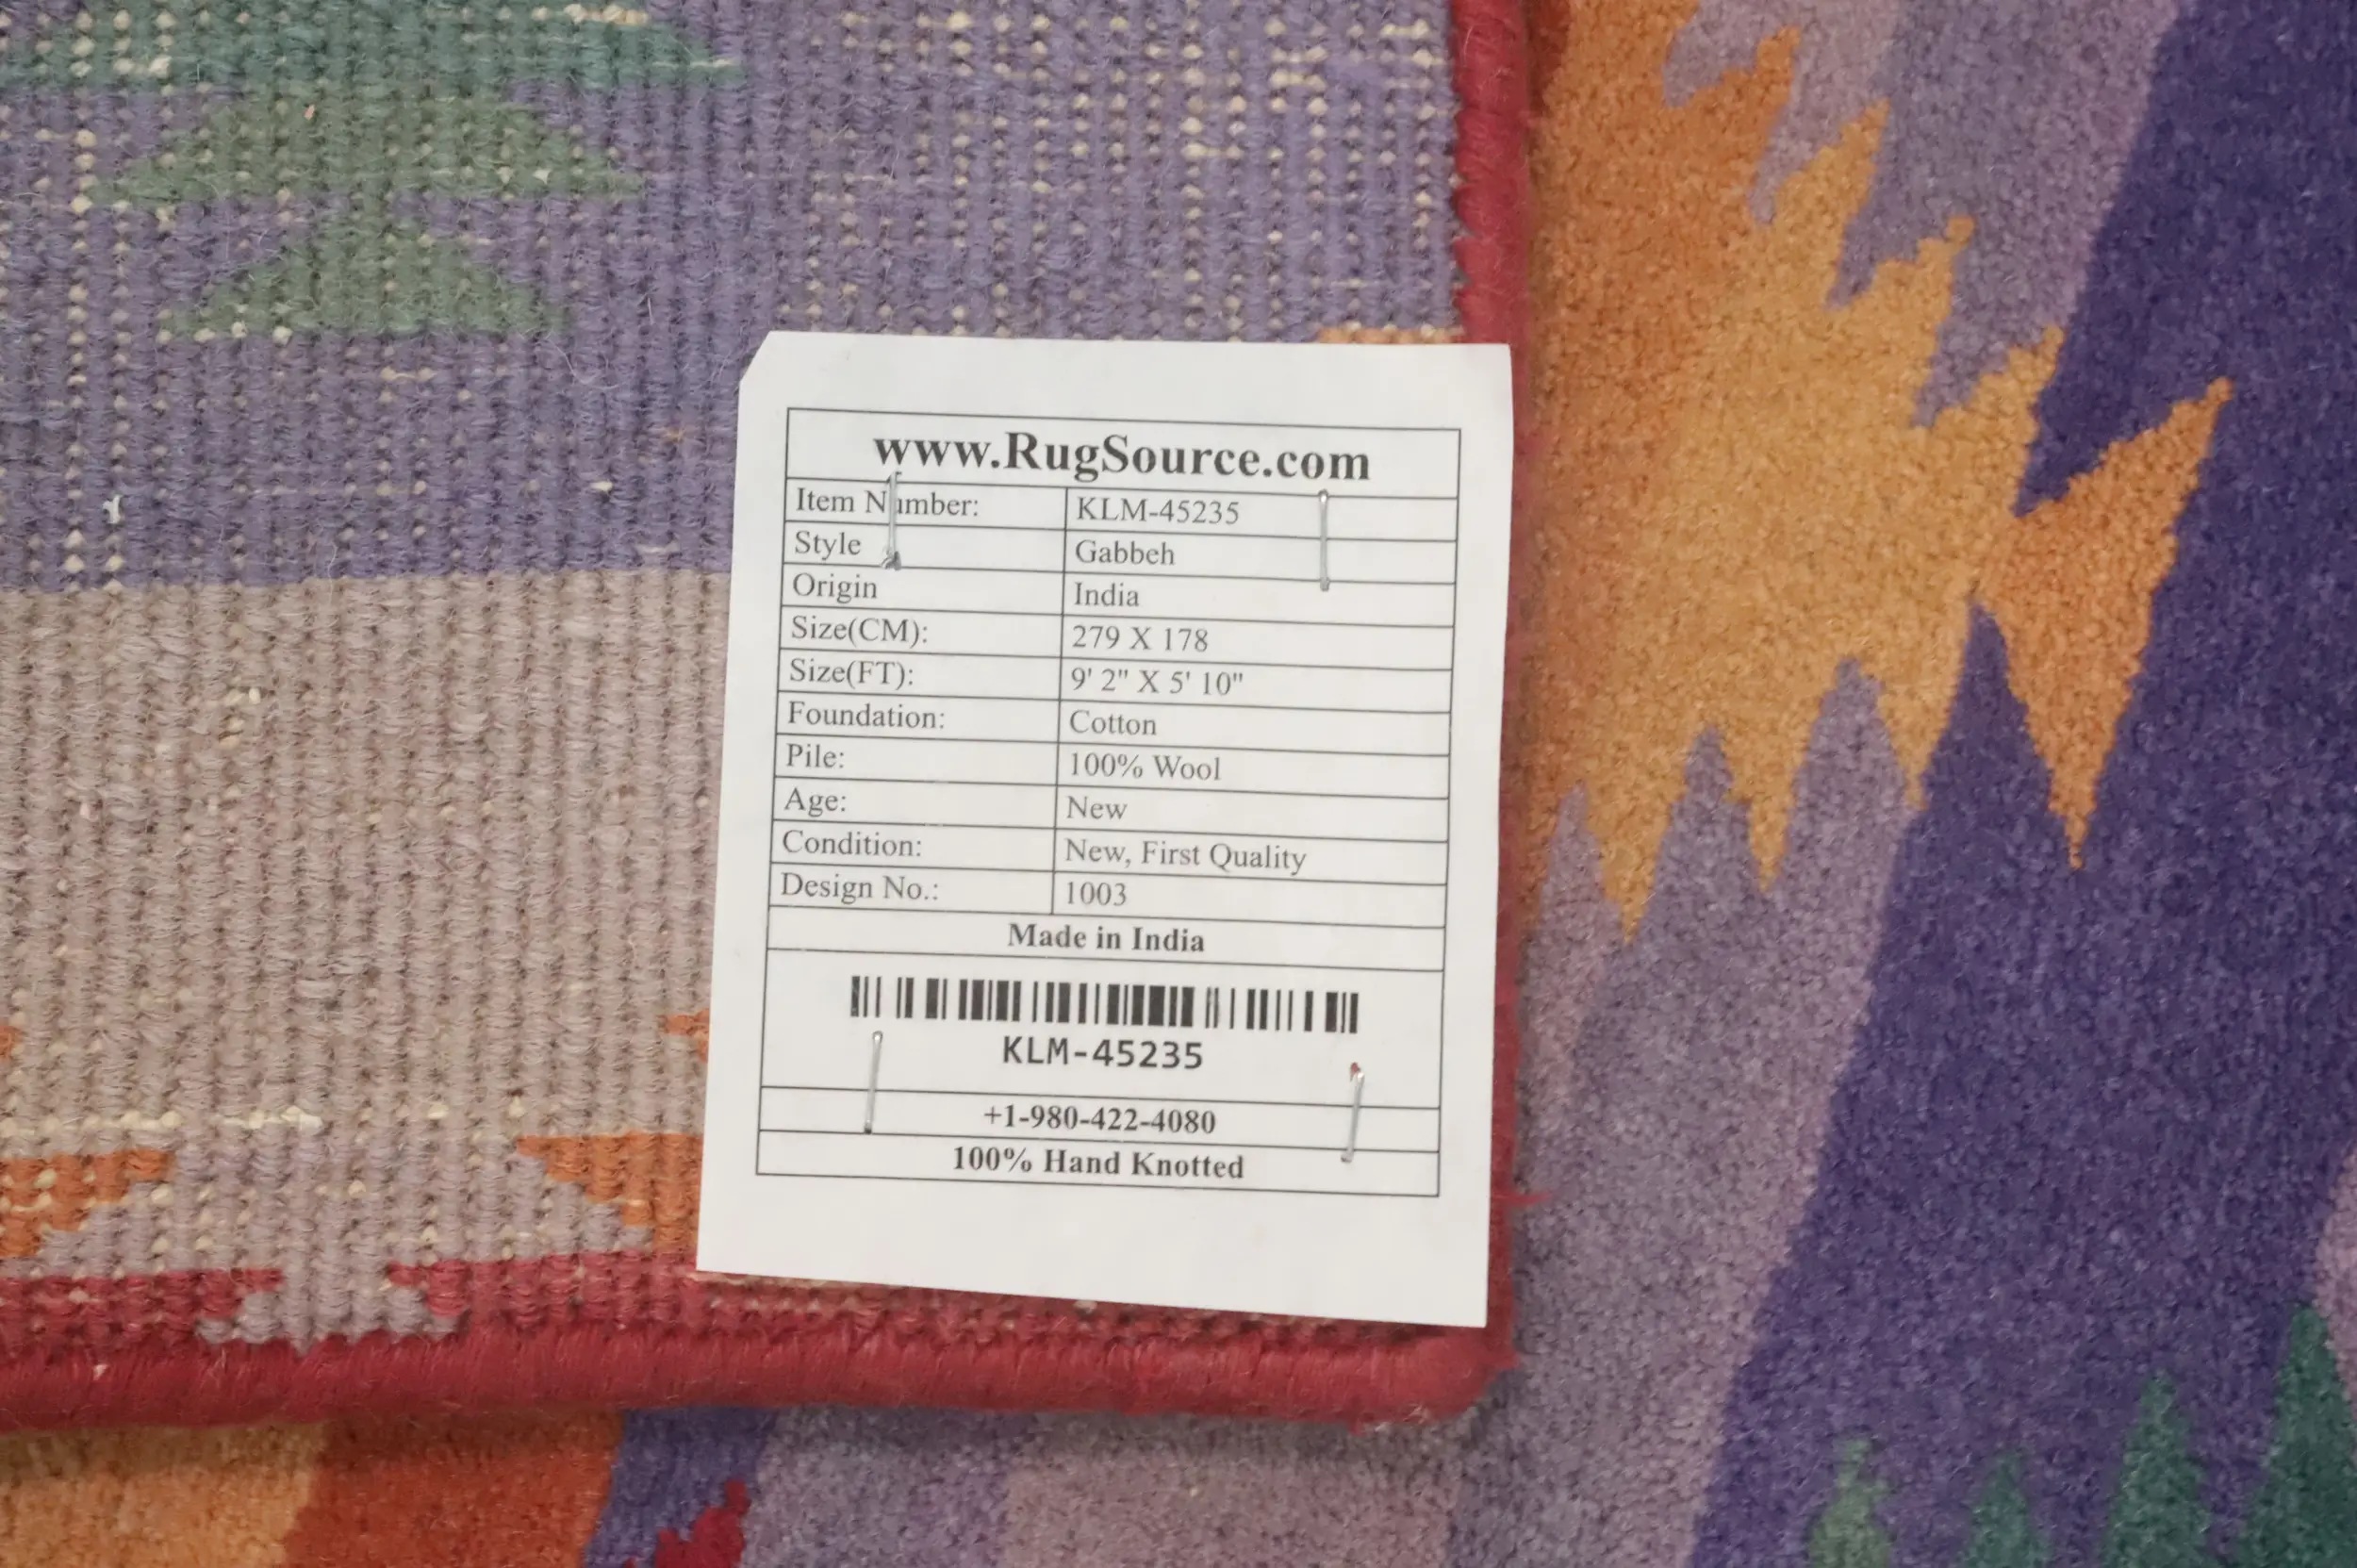 www.RugSource.com
Item Number: KLM-45235
Style Gabbeh
Origin India
Size(CM): 279 X 178
Size(FT): 9' 2" X 5' 10"
Foundation: Cotton
Pile: 100% Wool
Age: New
Condition: New, First Quality
Design No.: 1003
Made in India
KLM-45235
+1-980-422-4080
100% Hand Knotted